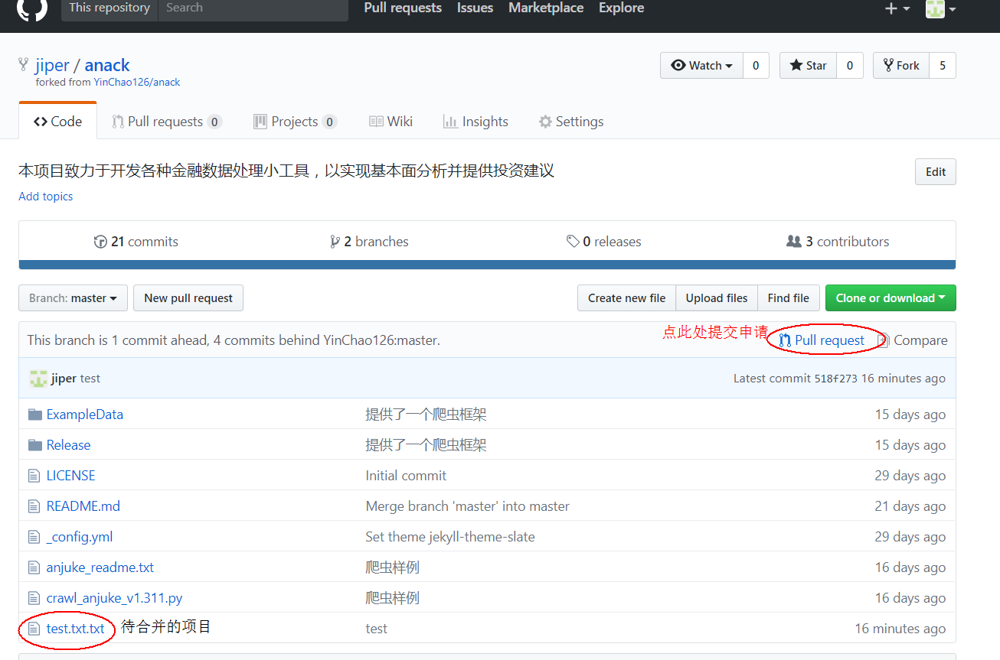 This repository Search Pull requests Issues Marketplace Explore
jiper / anack Watch 0 Star 0 Fork 5
forked from YinChao126/anack
Code Pull requests 0 Projects 0 Wiki Insights Settings
本项目致力于开发各种金融数据处理小工具，以实现基本面分析并提供投资建议 Edit
Add topics
21 commits 2 branches 0 releases 3 contributors
Branch: master New pull request Create new file Upload files Find file Clone or download
This branch is 1 commit ahead, 4 commits behind YinChao126:master. 点此处提交申请 Pull request Compare
jiper test Latest commit 518f273 16 minutes ago
ExampleData 提供了一个爬虫框架 15 days ago
Release 提供了一个爬虫框架 15 days ago
LICENSE Initial commit 29 days ago
README.md Merge branch 'master' into master 21 days ago
_config.yml Set theme jekyll-theme-slate 29 days ago
anjuke_readme.txt 爬虫样例 16 days ago
crawl_anjuke_v1.311.py 爬虫样例 16 days ago
test.txt.txt 待合并的项目 test 16 minutes ago